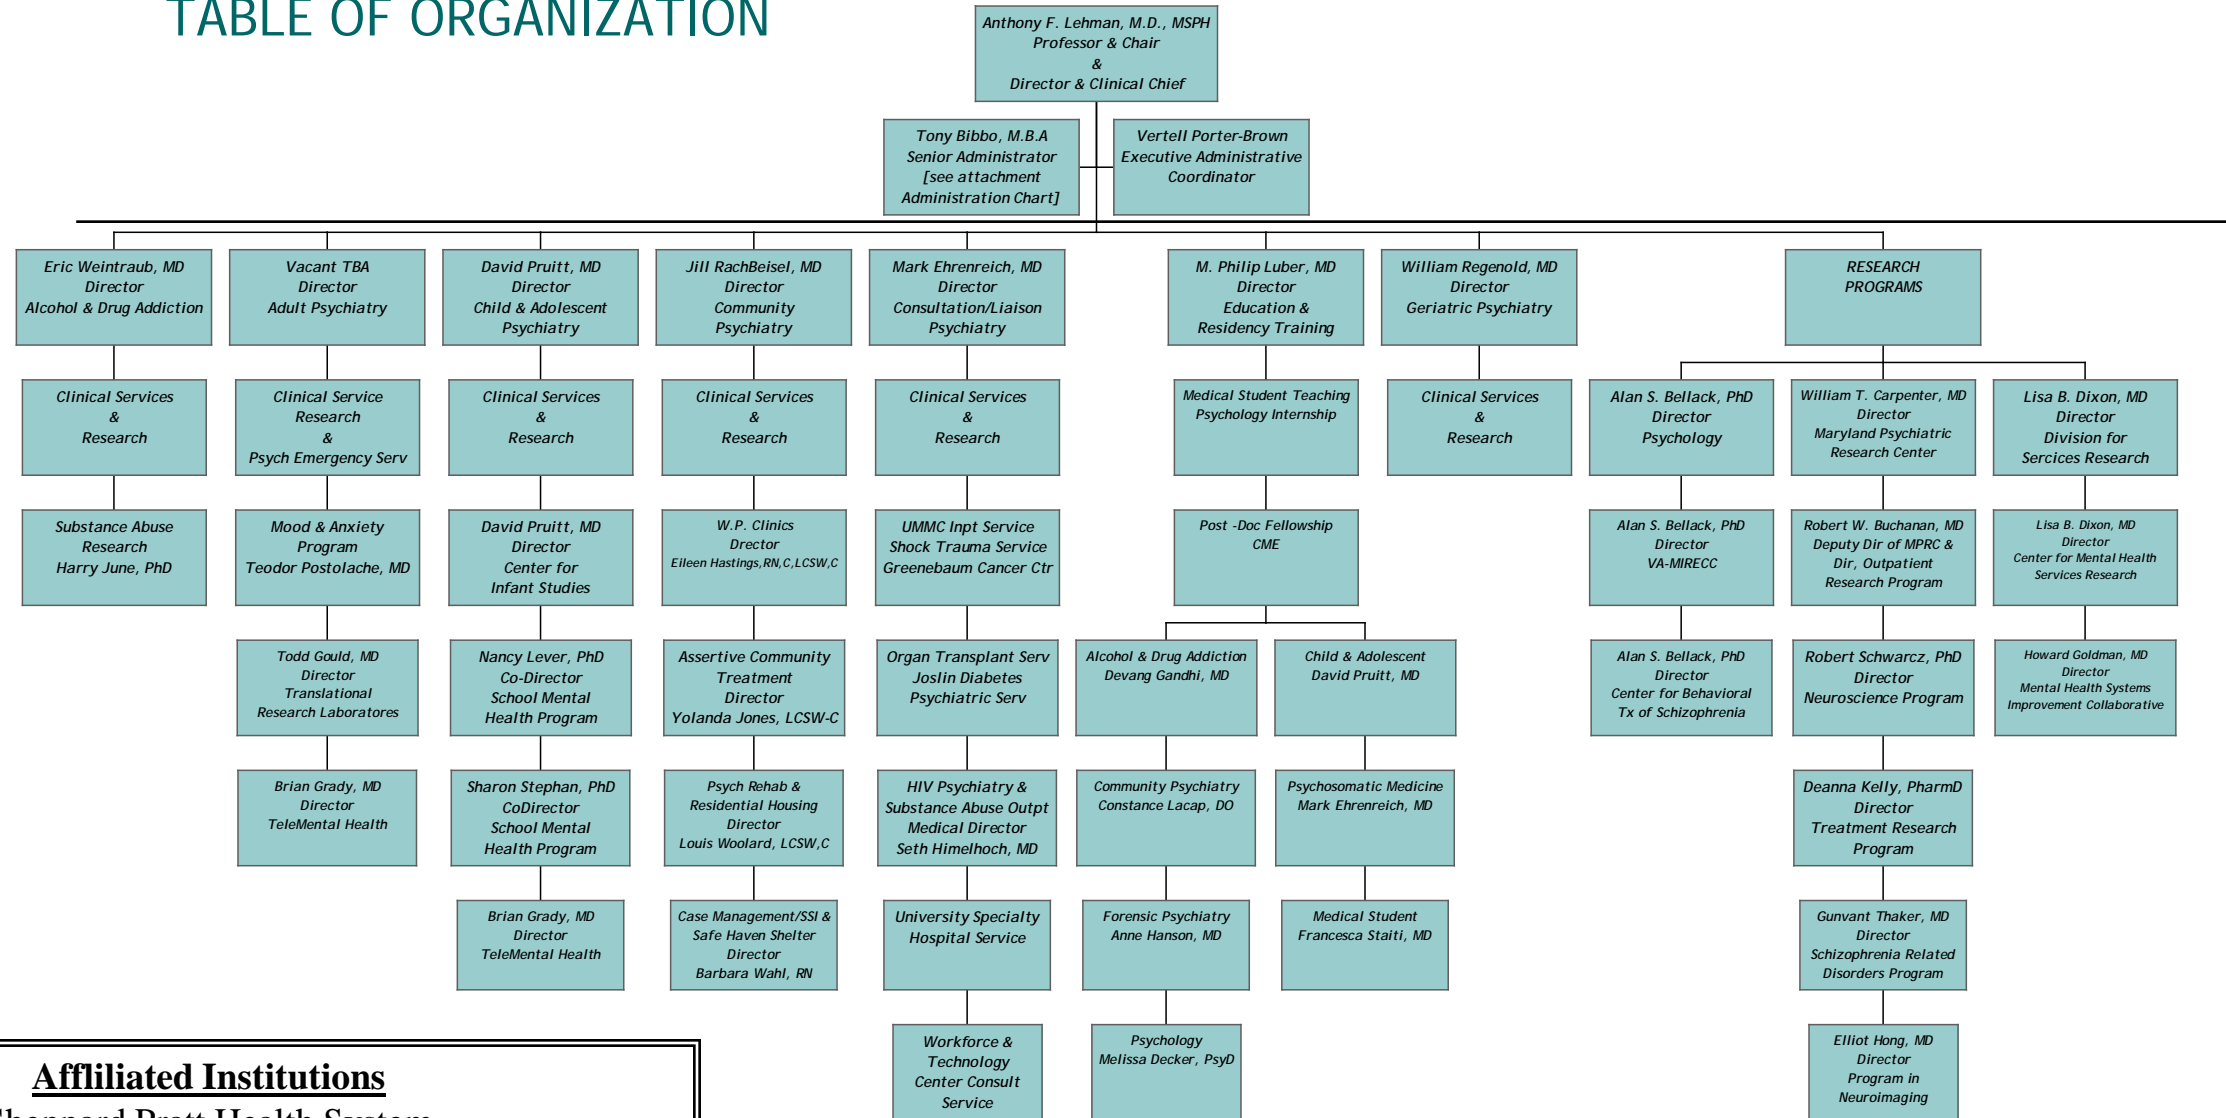 TABLE OF ORGANIZATION
Anthony F. Lehman, M.D., MSPH
Professor & Chair
&
Director & Clinical Chief
Tony Bibbo, M.B.A
Senior Administrator
[see attachment
Administration Chart]
Vertell Porter-Brown
Executive Administrative
Coordinator
Eric Weintraub, MD
Director
Alcohol & Drug Addiction
Vacant TBA
Director
Adult Psychiatry
David Pruitt, MD
Director
Child & Adolescent
Psychiatry
Jill RachBeisel, MD
Director
Community
Psychiatry
Mark Ehrenreich, MD
Director
Consultation/Liaison
Psychiatry
M. Philip Luber, MD
Director
Education &
Residency Training
William Regenold, MD
Director
Geriatric Psychiatry
RESEARCH
PROGRAMS
Clinical Services
&
Research
Clinical Service
Research
&
Psych Emergency Serv
Clinical Services
&
Research
Clinical Services
&
Research
Clinical Services
&
Research
Medical Student Teaching
Psychology Internship
Clinical Services
&
Research
Alan S. Bellack, PhD
Director
Psychology
William T. Carpenter, MD
Director
Maryland Psychiatric
Research Center
Lisa B. Dixon, MD
Director
Division for
Sercices Research
Substance Abuse
Research
Harry June, PhD
Mood & Anxiety
Program
Teodor Postolache, MD
David Pruitt, MD
Director
Center for
Infant Studies
W.P. Clinics
Drector
Eileen Hastings,RN,C,LCSW,C
UMMC Inpt Service
Shock Trauma Service
Greenebaum Cancer Ctr
Post -Doc Fellowship
CME
Alan S. Bellack, PhD
Director
VA-MIRECC
Robert W. Buchanan, MD
Deputy Dir of MPRC &
Dir, Outpatient
Research Program
Lisa B. Dixon, MD
Director
Center for Mental Health
Services Research
Todd Gould, MD
Director
Translational
Research Laboratores
Nancy Lever, PhD
Co-Director
School Mental
Health Program
Assertive Community
Treatment
Director
Yolanda Jones, LCSW-C
Organ Transplant Serv
Joslin Diabetes
Psychiatric Serv
Alcohol & Drug Addiction
Devang Gandhi, MD
Child & Adolescent
David Pruitt, MD
Alan S. Bellack, PhD
Director
Center for Behavioral
Tx of Schizophrenia
Robert Schwarcz, PhD
Director
Neuroscience Program
Howard Goldman, MD
Director
Mental Health Systems
Improvement Collaborative
Brian Grady, MD
Director
TeleMental Health
Sharon Stephan, PhD
CoDirector
School Mental
Health Program
Psych Rehab &
Residential Housing
Director
Louis Woolard, LCSW,C
HIV Psychiatry &
Substance Abuse Outpt
Medical Director
Seth Himelhoch, MD
Community Psychiatry
Constance Lacap, DO
Psychosomatic Medicine
Mark Ehrenreich, MD
Deanna Kelly, PharmD
Director
Treatment Research
Program
Brian Grady, MD
Director
TeleMental Health
Case Management/SSI &
Safe Haven Shelter
Director
Barbara Wahl, RN
University Specialty
Hospital Service
Forensic Psychiatry
Anne Hanson, MD
Medical Student
Francesca Staiti, MD
Gunvant Thaker, MD
Director
Schizophrenia Related
Disorders Program
Workforce &
Technology
Center Consult
Service
Psychology
Melissa Decker, PsyD
Elliot Hong, MD
Director
Program in
Neuroimaging
Affliliated Institutions
Sheppard Pratt Health System